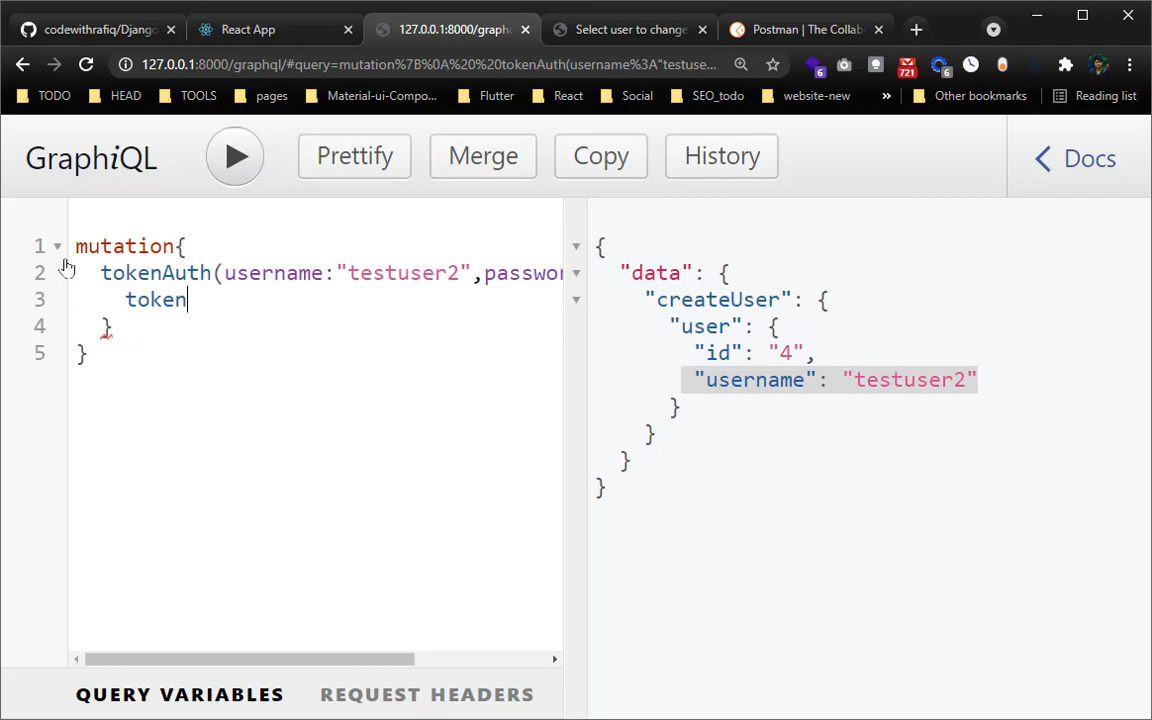 codewithrafiq/Django
React App
127.0.0.1:8000/graph
Select user to change
Postman | The Collab
127.0.0.1:8000/graphql/#query=mutation%7B%0A%20%20tokenAuth(username%3A"testuse...
6
721
6
TODO
HEAD
TOOLS
pages
Material-ui-Compo...
Flutter
React
Social
SEO_todo
website-new
»
Other bookmarks
Reading list
GraphiQL
Prettify
Merge
Copy
History
Docs
1 mutation{
2 tokenAuth(username:"testuser2",passwor
3 token
4 }
5 }
{
"data": {
"createUser": {
"user": {
"id": "4",
"username": "testuser2"
}
}
}
}
QUERY VARIABLES
REQUEST HEADERS